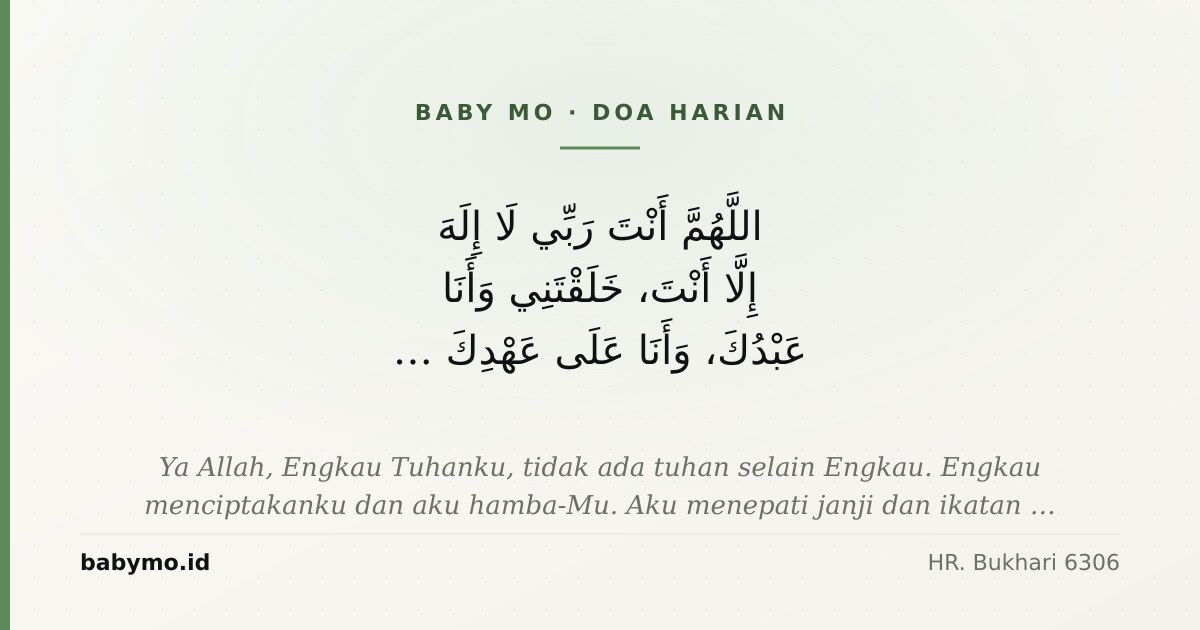 BABY MO · DOA HARIAN
اللَّهُمَّ أَنْتَ رَبِّي لَا إِلَهَ
إِلَّا أَنْتَ، خَلَقْتَنِي وَأَنَا
عَبْدُكَ، وَأَنَا عَلَى عَهْدِكَ ...
Ya Allah, Engkau Tuhanku, tidak ada tuhan selain Engkau. Engkau
menciptakanku dan aku hamba-Mu. Aku menepati janji dan ikatan ...
babymo.id
HR. Bukhari 6306